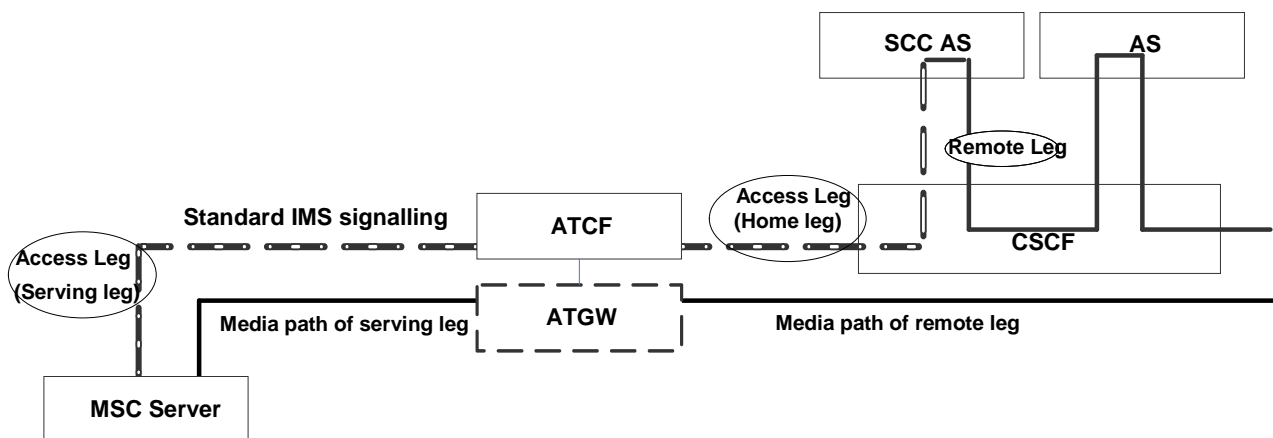 SCC AS
AS
Remote Leg
Access Leg
(Home leg)
Standard IMS signalling
ATCF
CSCF
Access Leg
(Serving leg)
Media path of serving leg
ATGW
Media path of remote leg
MSC Server